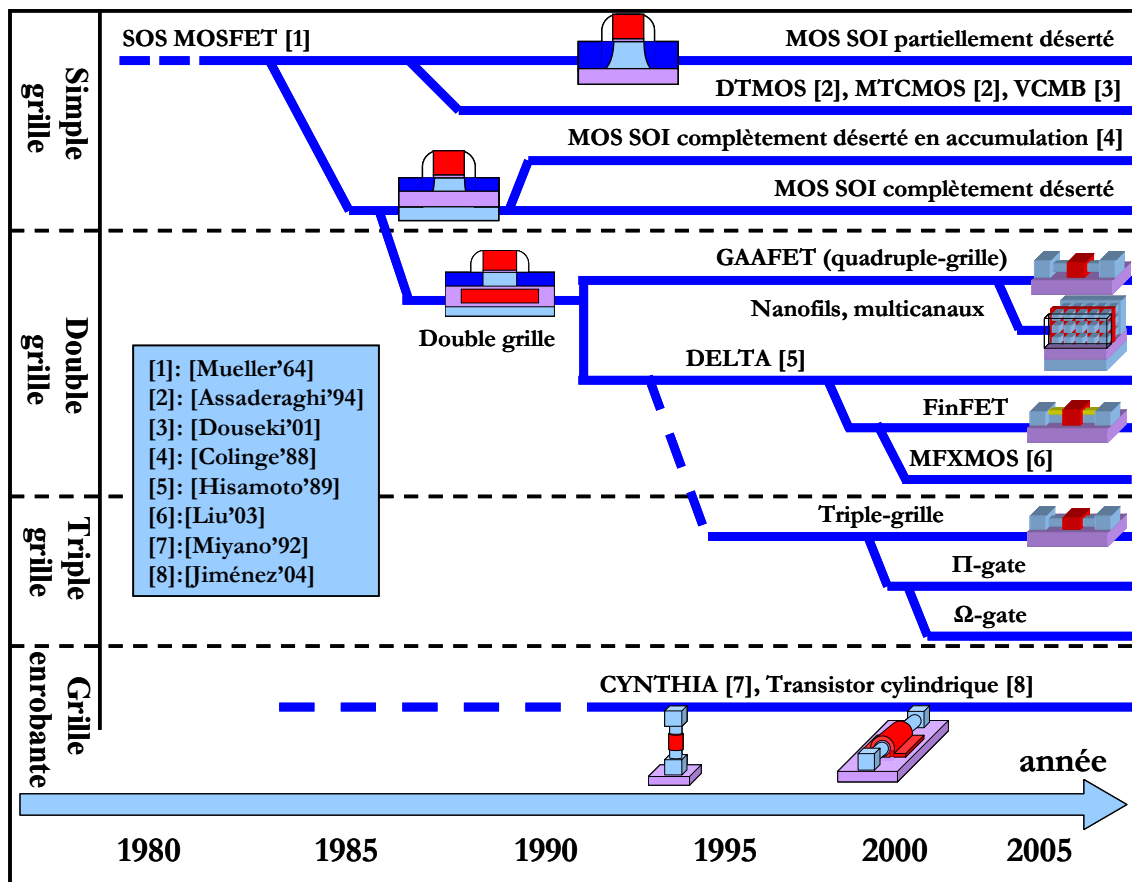 SOS MOSFET [1]
MOS SOI partiellement déserté
DTMOS [2], MTCMOS [2], VCMB [3]
MOS SOI complètement déserté en accumulation [4]
MOS SOI complètement déserté
Simple
grille
GAAFET (quadruple-grille)
Nanofils, multicanaux
Double grille
DELTA [5]
FinFET
MFXMOS [6]
Double
grille
[1]: [Mueller’64]
[2]: [Assaderaghi’94]
[3]: [Douseki’01]
[4]: [Colinge’88]
[5]: [Hisamoto’89]
[6]:[Liu’03]
[7]:[Miyano’92]
[8]:[Jiménez’04]
Triple-grille
Π-gate
Ω-gate
Triple
grille
CYNTHIA [7], Transistor cylindrique [8]
Grille
enrobante
année
1980 1985 1990 1995 2000 2005